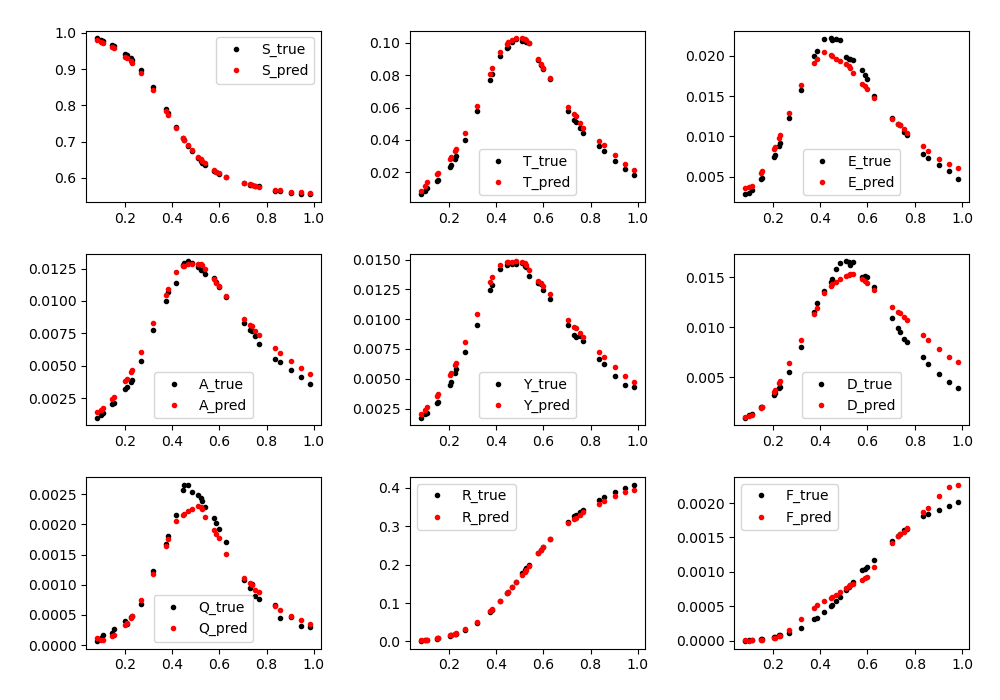 1.0
0.9
0.8
0.7
0.6
S_true
S_pred
0.2 0.4 0.6 0.8 1.0
0.10
0.08
0.06
0.04
0.02
T_true
T_pred
0.2 0.4 0.6 0.8 1.0
0.020
0.015
0.010
0.005
E_true
E_pred
0.2 0.4 0.6 0.8 1.0
0.0125
0.0100
0.0075
0.0050
0.0025
A_true
A_pred
0.2 0.4 0.6 0.8 1.0
0.0150
0.0125
0.0100
0.0075
0.0050
0.0025
Y_true
Y_pred
0.2 0.4 0.6 0.8 1.0
0.015
0.010
0.005
D_true
D_pred
0.2 0.4 0.6 0.8 1.0
0.0025
0.0020
0.0015
0.0010
0.0005
0.0000
Q_true
Q_pred
0.2 0.4 0.6 0.8 1.0
0.4
0.3
0.2
0.1
0.0
R_true
R_pred
0.2 0.4 0.6 0.8 1.0
0.0020
0.0015
0.0010
0.0005
0.0000
F_true
F_pred
0.2 0.4 0.6 0.8 1.0